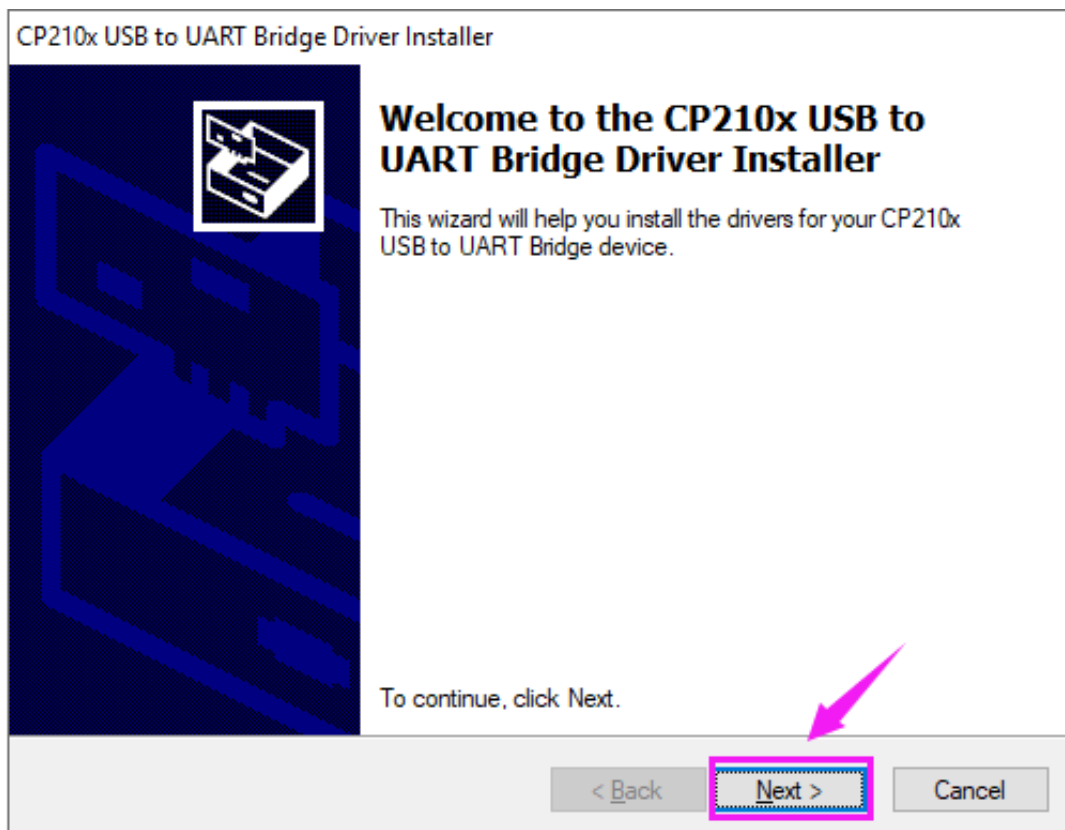 CP210x USB to UART Bridge Driver Installer
Welcome to the CP210x USB to
UART Bridge Driver Installer
This wizard will help you install the drivers for your CP210x
USB to UART Bridge device.
To continue, click Next.
< Back
Next >
Cancel